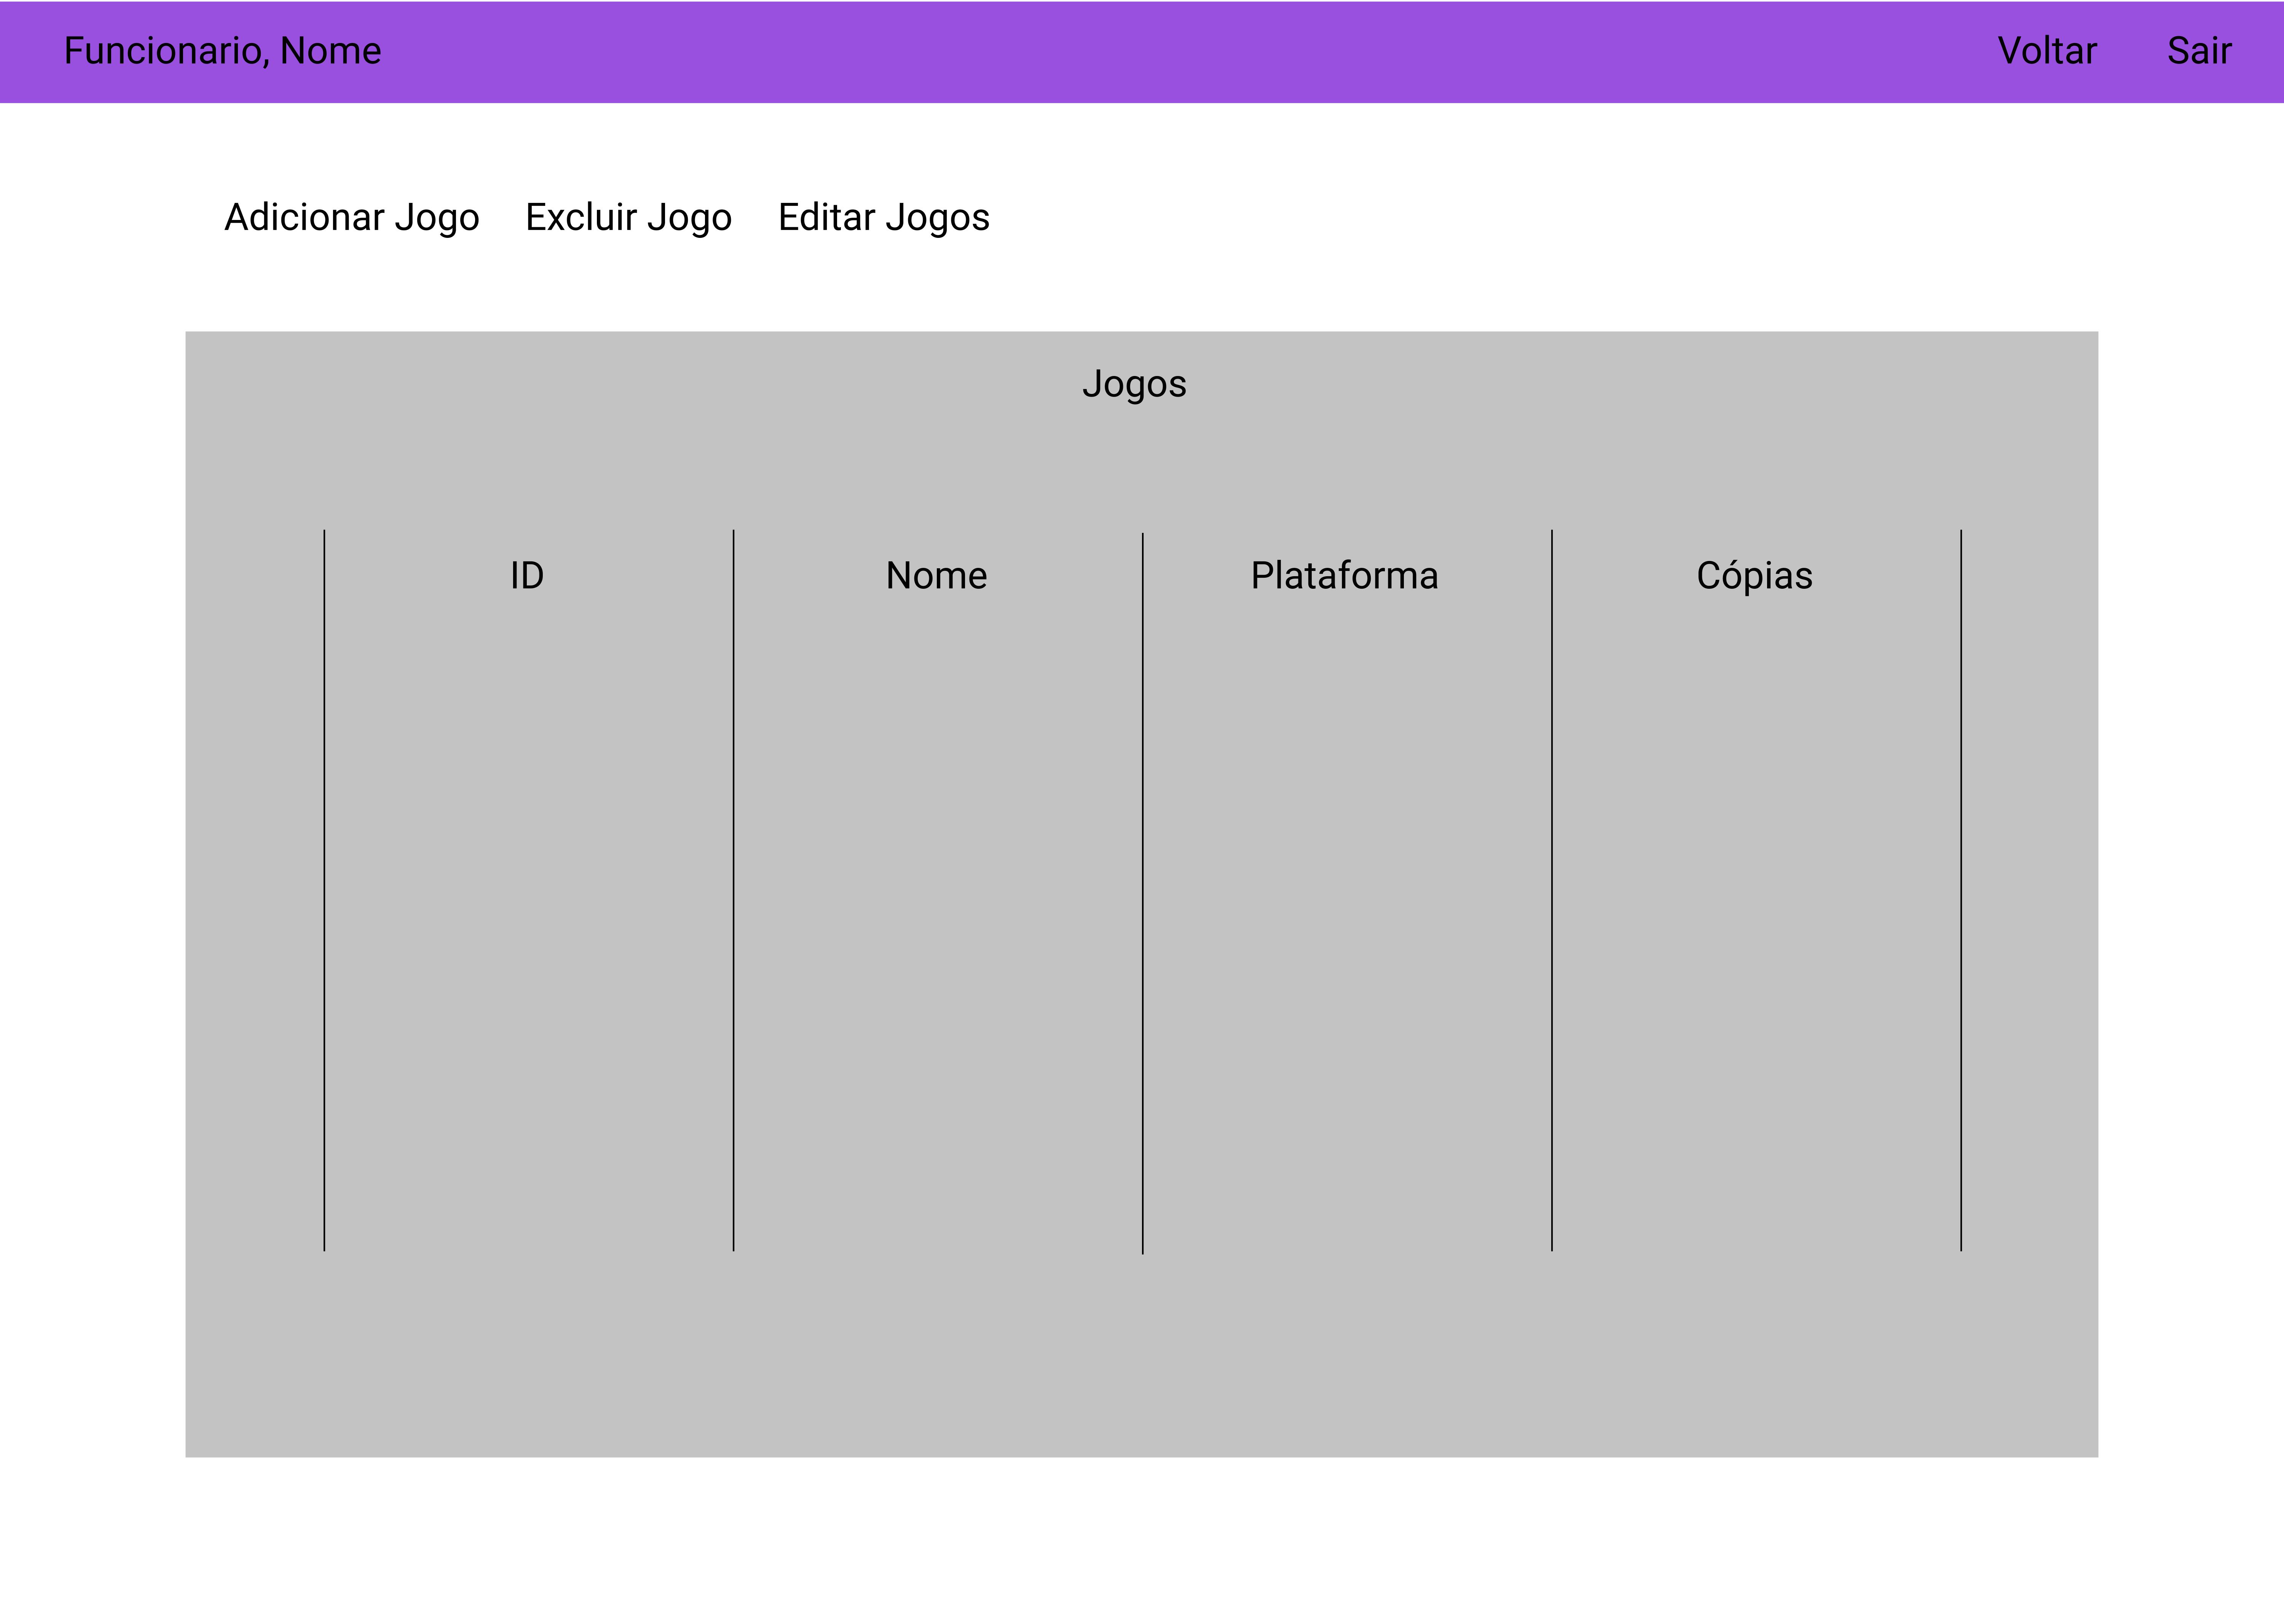 Funcionario, Nome Voltar Sair
Adicionar Jogo Excluir Jogo Editar Jogos
Jogos
ID Nome Plataforma Cópias